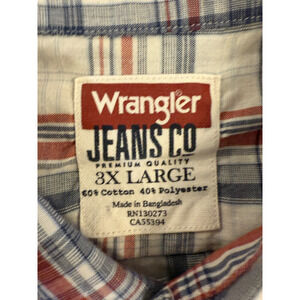 Wrangler
JEANS CO
PREMIUM QUALITY
3X LARGE
60% Cotton 40% Polyester
Made in Bangladesh
RN130273
CA55394